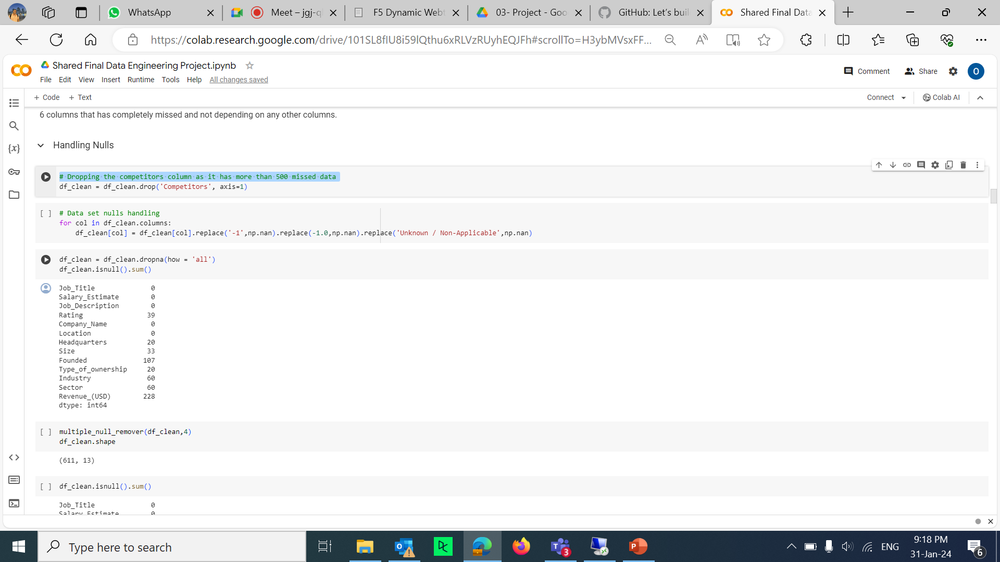 WhatsApp
Meet – jgj-q
F5 Dynamic Webt
03- Project - Goo
GitHub: Let's buil
Shared Final Data
https://colab.research.google.com/drive/101SL8fIU8i59lQthu6xRLVzRUyhEQJFh#scrollTo=H3ybMVsxFF...
Shared Final Data Engineering Project.ipynb
Comment
Share
O
File Edit View Insert Runtime Tools Help All changes saved
+ Code + Text
Connect
Colab AI
6 columns that has completely missed and not depending on any other columns.
{x}
Handling Nulls
# Dropping the competitors column as it has more than 500 missed data
df_clean = df_clean.drop('Competitors', axis=1)
[ ] # Data set nulls handling
for col in df_clean.columns:
df_clean[col] = df_clean[col].replace('-1',np.nan).replace(-1.0,np.nan).replace('Unknown / Non-Applicable',np.nan)
df_clean = df_clean.dropna(how = 'all')
df_clean.isnull().sum()
Job_Title 0
Salary_Estimate 0
Job_Description 0
Rating 39
Company_Name 0
Location 0
Headquarters 20
Size 33
Founded 107
Type_of_ownership 20
Industry 60
Sector 60
Revenue_(USD) 228
dtype: int64
[ ] multiple_null_remover(df_clean,4)
df_clean.shape
(611, 13)
[ ] df_clean.isnull().sum()
Job_Title 0
Salary_Estimate 0
Type here to search
3
ENG
9:18 PM
31-Jan-24
6